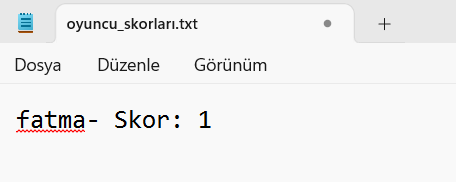 oyuncu_skorları.txt
Dosya Düzenle Görünüm
fatma- Skor: 1